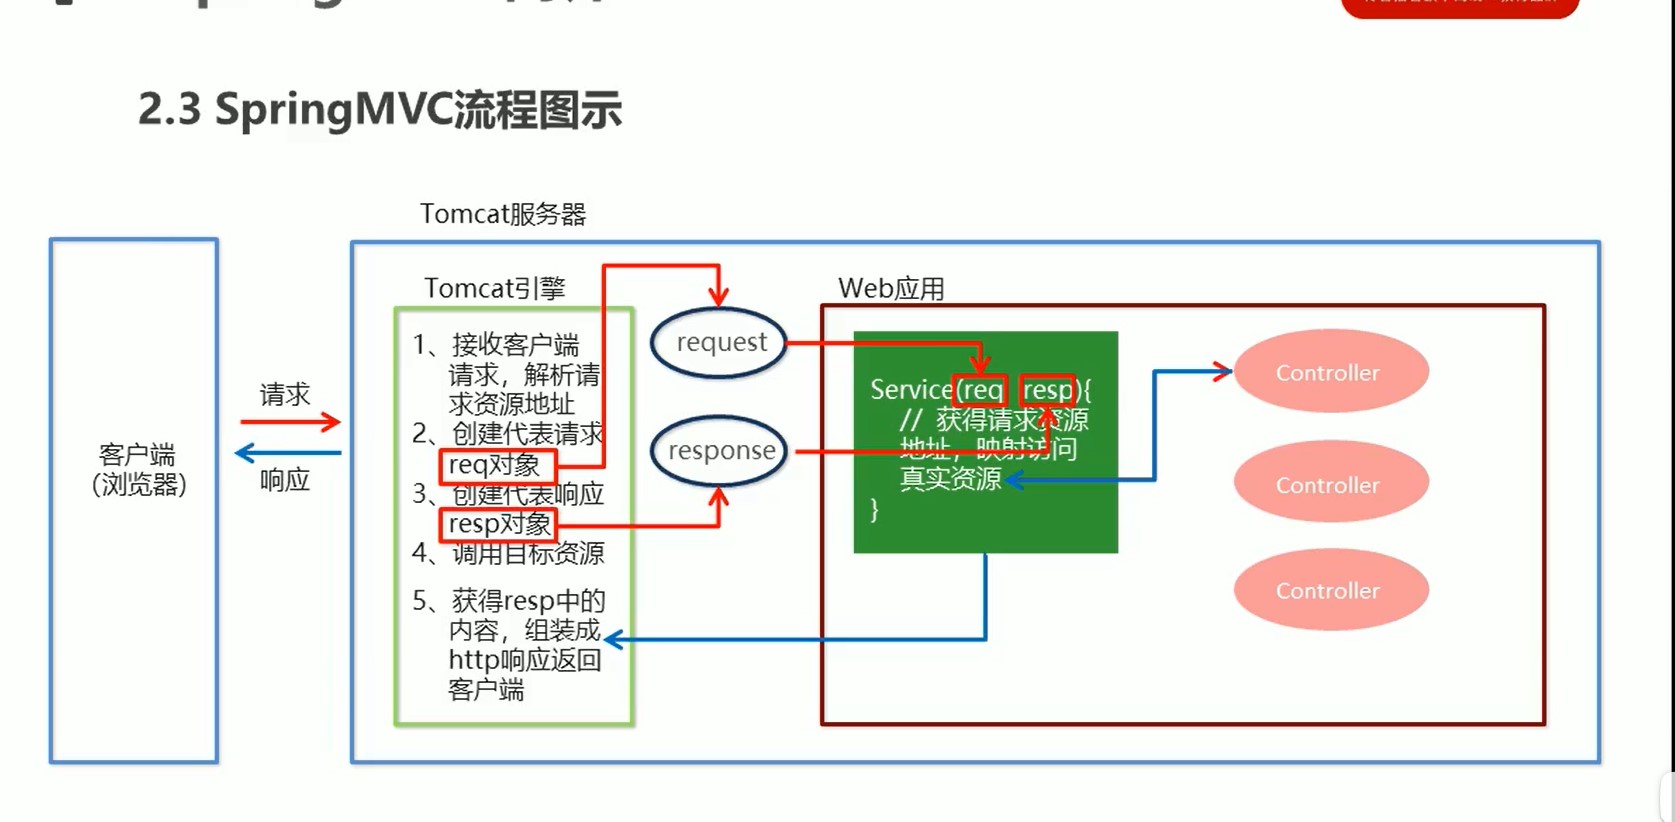 2.3 SpringMVC流程图示
Tomcat服务器
Tomcat引擎
Web应用
客户端
（浏览器）
请求
响应
1、接收客户端
请求，解析请
求资源地址
2、创建代表请求
req对象
3、创建代表响应
resp对象
4、调用目标资源
5、获得resp中的
内容，组装成
http响应返回
客户端
request
response
Service(req resp){
// 获得请求资源
地址，映射访问
真实资源
}
Controller
Controller
Controller